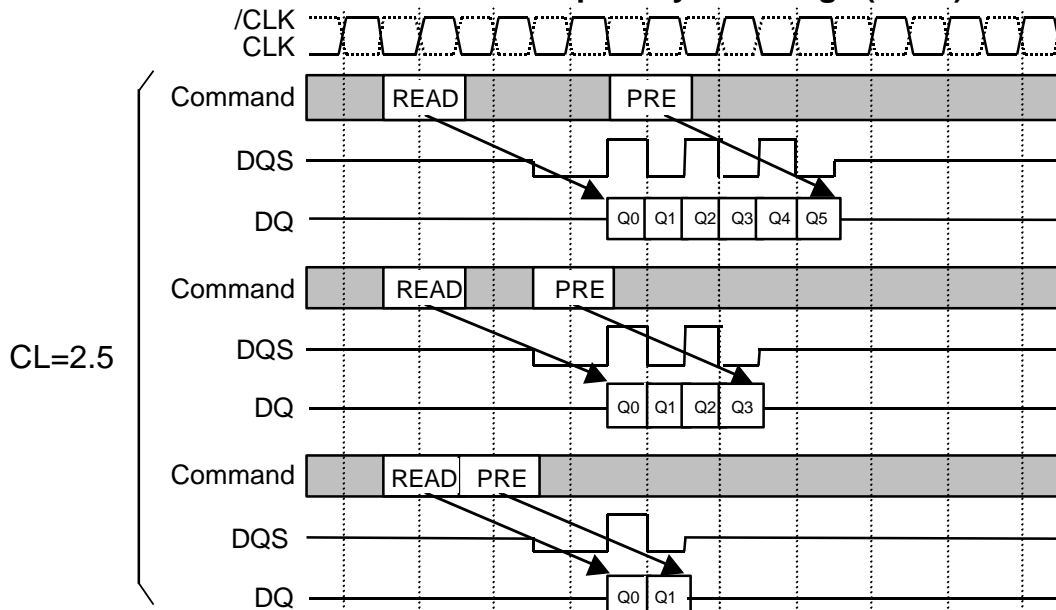 /CLK
CLK
Command READ PRE
DQS
DQ Q0 Q1 Q2 Q3 Q4 Q5
Command READ PRE
CL=2.5
DQS
DQ Q0 Q1 Q2 Q3
Command READ PRE
DQS
DQ Q0 Q1